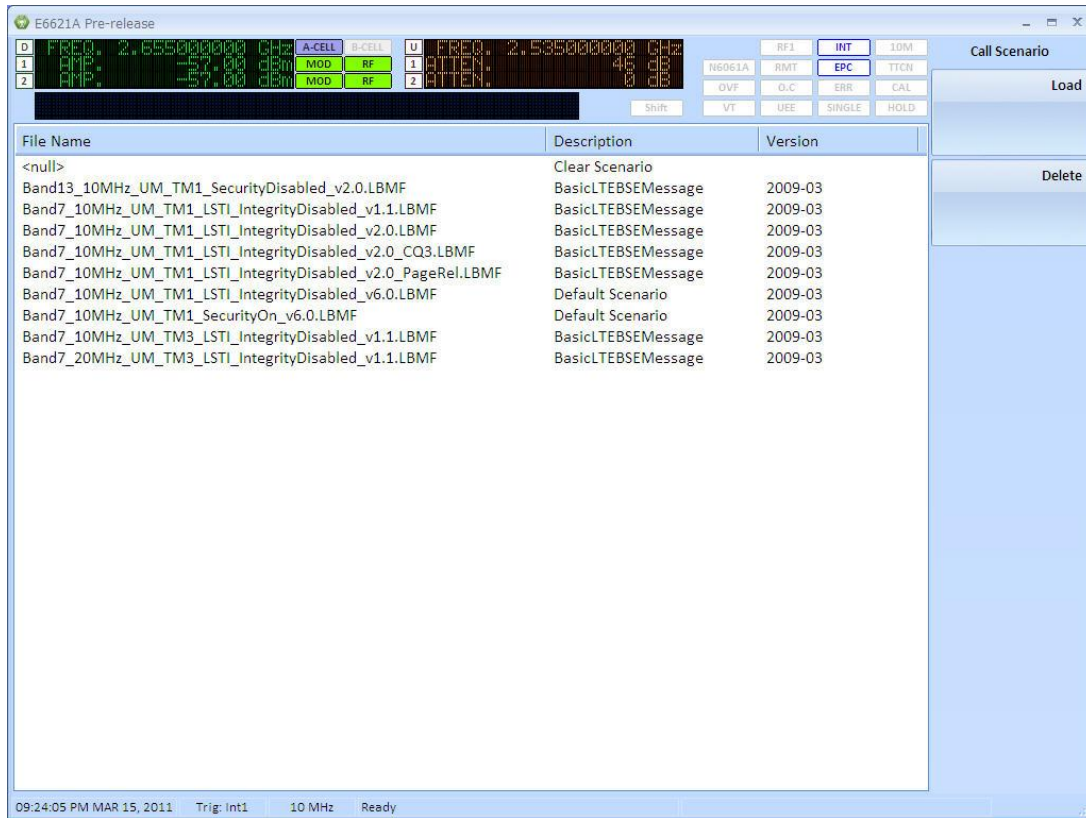 E6621A Pre-release
D FREQ. 2.655000000 GHz A-CELL B-CELL U FREQ. 2.535000000 GHz RF1 INT 10M
1 AMP. -57.00 dBm MOD RF 1 ATTEN. 46 dB N6061A RMT EPC TTCN
2 AMP. -57.00 dBm MOD RF 2 ATTEN. 0 dB OVF O.C ERR CAL
Shift VT UEE SINGLE HOLD
Call Scenario
Load
Delete
File Name Description Version
<null> Clear Scenario
Band13_10MHz_UM_TM1_SecurityDisabled_v2.0.LBMF BasicLTEBSEMessage 2009-03
Band7_10MHz_UM_TM1_LSTI_IntegrityDisabled_v1.1.LBMF BasicLTEBSEMessage 2009-03
Band7_10MHz_UM_TM1_LSTI_IntegrityDisabled_v2.0.LBMF BasicLTEBSEMessage 2009-03
Band7_10MHz_UM_TM1_LSTI_IntegrityDisabled_v2.0_CQ3.LBMF BasicLTEBSEMessage 2009-03
Band7_10MHz_UM_TM1_LSTI_IntegrityDisabled_v2.0_PageRel.LBMF BasicLTEBSEMessage 2009-03
Band7_10MHz_UM_TM1_LSTI_IntegrityDisabled_v6.0.LBMF Default Scenario 2009-03
Band7_10MHz_UM_TM1_SecurityOn_v6.0.LBMF Default Scenario 2009-03
Band7_10MHz_UM_TM3_LSTI_IntegrityDisabled_v1.1.LBMF BasicLTEBSEMessage 2009-03
Band7_20MHz_UM_TM3_LSTI_IntegrityDisabled_v1.1.LBMF BasicLTEBSEMessage 2009-03
09:24:05 PM MAR 15, 2011 Trig: Int1 10 MHz Ready